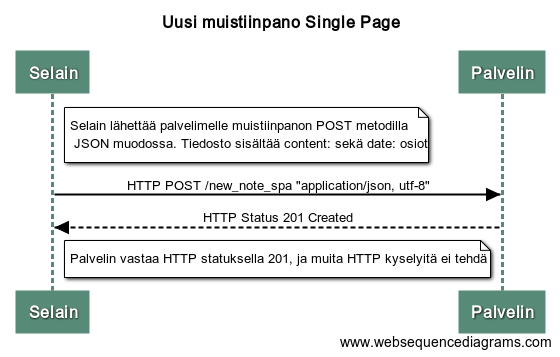 Uusi muistiinpano Single Page
Selain
Palvelin
Selain lähettää palvelimelle muistiinpanon POST metodilla
JSON muodossa. Tiedosto sisältää content: sekä date: osiot
HTTP POST /new_note_spa "application/json, utf-8"
HTTP Status 201 Created
Palvelin vastaa HTTP statuksella 201, ja muita HTTP kyselyitä ei tehdä
Selain
Palvelin
www.websequencediagrams.com